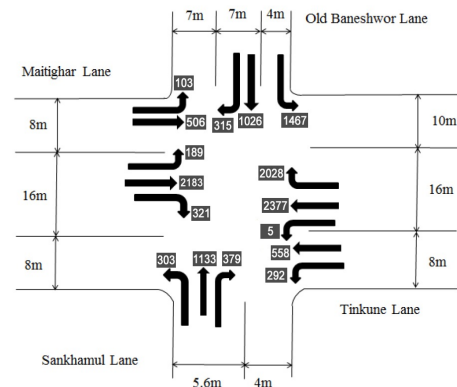 7m 7m 4m
Old Baneshwor Lane
Maitighar Lane
103
8m
506
315
1026
1467
10m
189
2028
16m
2183
2377
16m
321
5
558
8m
303
1133
379
292
8m
Tinkune Lane
Sankhamul Lane
5.6m 4m